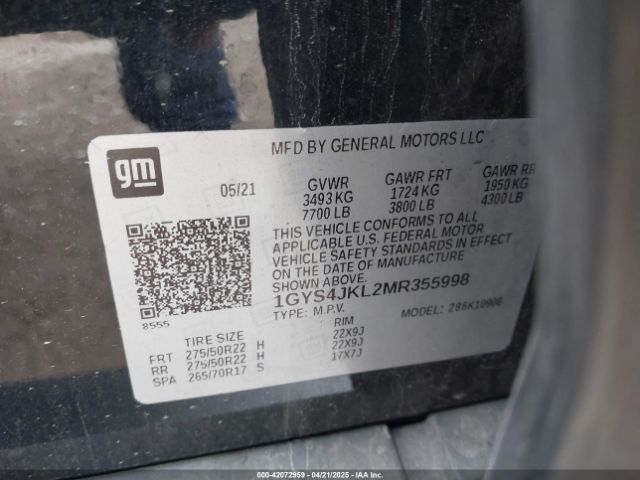 gm
MFD BY GENERAL MOTORS LLC
05/21
GVWR GAWR FRT GAWR RR
3493 KG 1724 KG 1950 KG
7700 LB 3800 LB 4300 LB
THIS VEHICLE CONFORMS TO ALL
APPLICABLE U.S. FEDERAL MOTOR
VEHICLE SAFETY STANDARDS IN EFFECT
ON THE DATE OF MANUFACTURE
SHOWN ABOVE.
1GYS4JKL2MR355998
TYPE: M.P.V. MODEL: 286K10906
8555
TIRE SIZE RIM
FRT 275/50R22 H 22X9J
RR 275/50R22 H 22X9J
SPA 265/70R17 S 17X7J
000-42072959 - 04/21/2025 - IAA Inc.